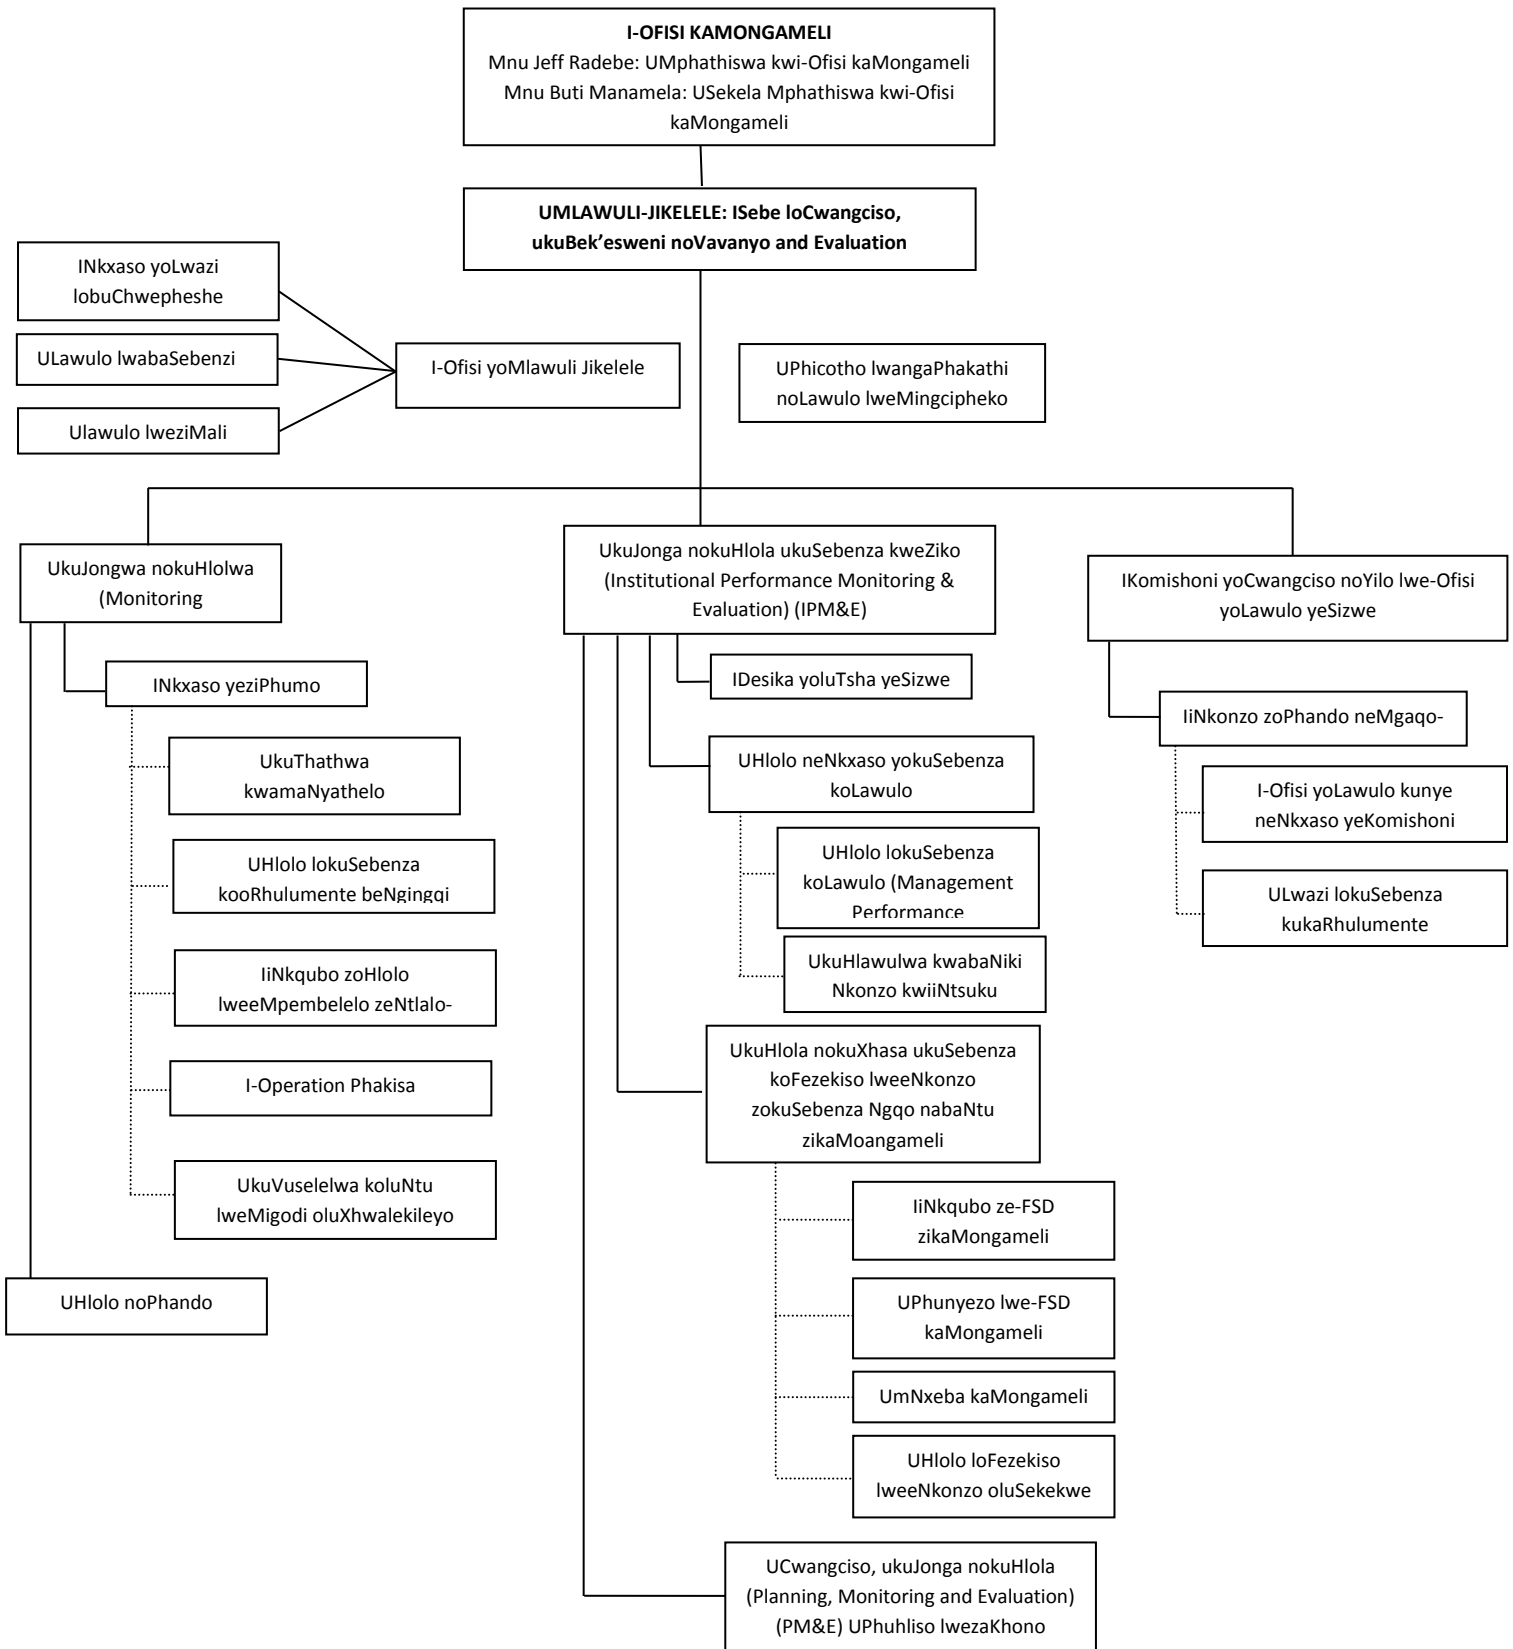 I-OFISI KAMONGAMELI
Mnu Jeff Radebe: UMphathiswa kwi-Ofisi kaMongameli
Mnu Buti Manamela: USekela Mphathiswa kwi-Ofisi
kaMongameli
UMLAWULI-JIKELELE: ISebe loCwangciso,
ukuBek’esweni noVavanyo and Evaluation
INkxaso yoLwazi
lobuChwepheshe
ULawulo lwabaSebenzi
Ulawulo lweziMali
I-Ofisi yoMlawuli Jikelele
UPhicotho lwangaPhakathi
noLawulo lweMingcipheko
UkuJongwa nokuHlolwa
(Monitoring
INkxaso yeziPhumo
UkuThathwa
kwamaNyathelo
UHlolo lokuSebenza
kooRhulumente beNgingqi
IiNkqubo zoHlolo
lweeMpembelelo zeNtlalo-
I-Operation Phakisa
UkuVuselelwa koluNtu
lweMigodi oluXhwalekileyo
UHlolo noPhando
UkuJonga nokuHlola ukuSebenza kweZiko
(Institutional Performance Monitoring &
Evaluation) (IPM&E)
IDesika yoluTsha yeSizwe
UHlolo neNkxaso yokuSebenza
koLawulo
UHlolo lokuSebenza
koLawulo (Management
Performance
UkuHlawulwa kwabaNiki
Nkonzo kwiiNtsuku
UkuHlola nokuXhasa ukuSebenza
koFezekiso lweeNkonzo
zokuSebenza Ngqo nabaNtu
zikaMoangameli
IiNkqubo ze-FSD
zikaMongameli
UPhunyezo lwe-FSD
kaMongameli
UmNxeba kaMongameli
UHlolo loFezekiso
lweeNkonzo oluSekekwe
UCwangciso, ukuJonga nokuHlola
(Planning, Monitoring and Evaluation)
(PM&E) UPhuhliso lwezaKhono
IKomishoni yoCwangciso noYilo lwe-Ofisi
yoLawulo yeSizwe
IiNkonzo zoPhando neMgaqo-
I-Ofisi yoLawulo kunye
neNkxaso yeKomishoni
ULwazi lokuSebenza
kukaRhulumente